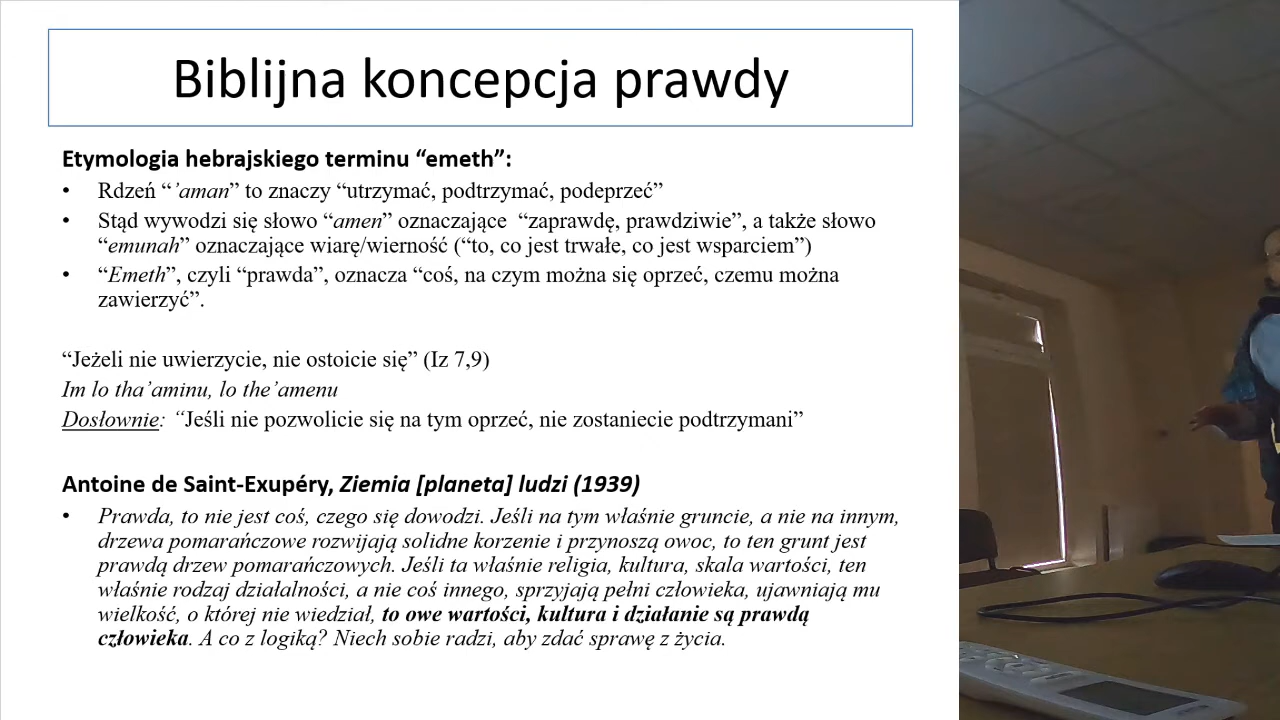 Biblijna koncepcja prawdy
Etymologia hebrajskiego terminu “emeth”:
• Rdzeń “’aman” to znaczy “utrzymać, podtrzymać, podeprzeć”
• Stąd wywodzi się słowo “amen” oznaczające “zaprawdę, prawdziwie”, a także słowo
“emunah” oznaczające wiarę/wierność (“to, co jest trwałe, co jest wsparciem”)
• “Emeth”, czyli “prawda”, oznacza “coś, na czym można się oprzeć, czemu można
zawierzyć”.
“Jeżeli nie uwierzycie, nie ostoicie się” (Iz 7,9)
Im lo tha’aminu, lo the’amenu
Dosłownie: “Jeśli nie pozwolicie się na tym oprzeć, nie zostaniecie podtrzymani”
Antoine de Saint-Exupéry, Ziemia [planeta] ludzi (1939)
• Prawda, to nie jest coś, czego się dowodzi. Jeśli na tym właśnie gruncie, a nie na innym,
drzewa pomarańczowe rozwijają solidne korzenie i przynoszą owoc, to ten grunt jest
prawdą drzew pomarańczowych. Jeśli ta właśnie religia, kultura, skala wartości, ten
właśnie rodzaj działalności, a nie coś innego, sprzyjają pełni człowieka, ujawniają mu
wielkość, o której nie wiedział, to owe wartości, kultura i działanie są prawdą
człowieka. A co z logiką? Niech sobie radzi, aby zdać sprawę z życia.